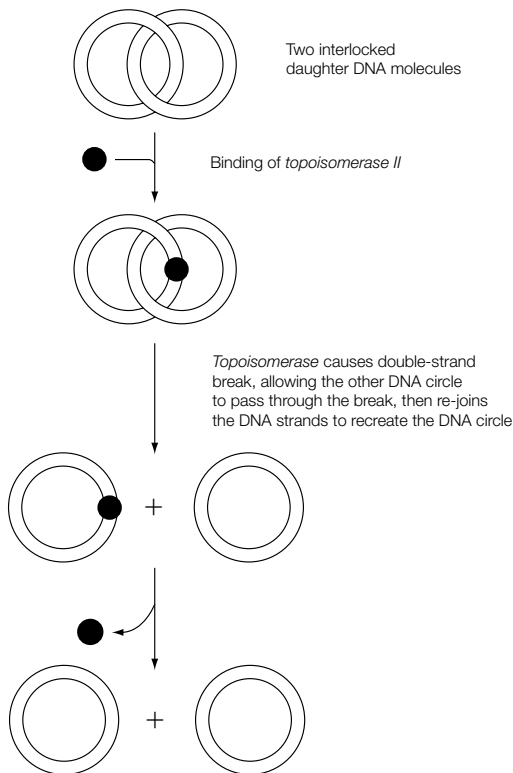 Two interlocked
daughter DNA molecules
Binding of topoisomerase II
Topoisomerase causes double-strand
break, allowing the other DNA circle
to pass through the break, then re-joins
the DNA strands to recreate the DNA circle
+
+